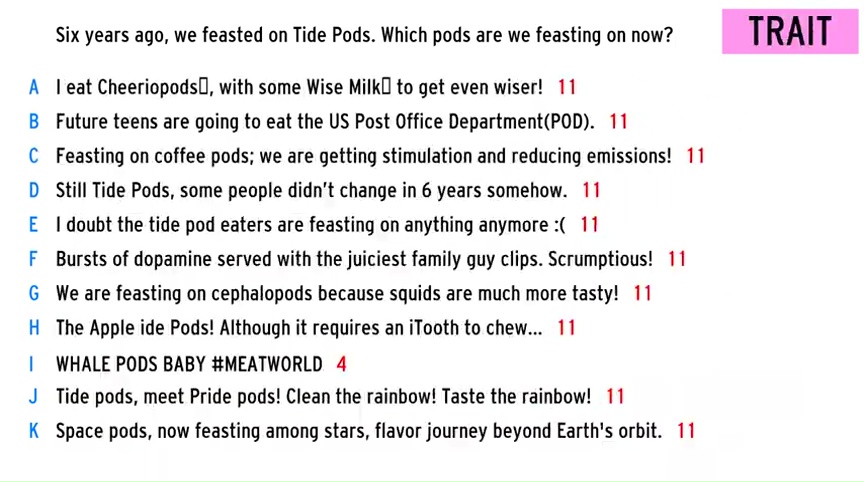 Six years ago, we feasted on Tide Pods. Which pods are we feasting on now?
TRAIT
A I eat Cheeriopods▯, with some Wise Milk▯ to get even wiser! 11
B Future teens are going to eat the US Post Office Department(POD). 11
C Feasting on coffee pods; we are getting stimulation and reducing emissions! 11
D Still Tide Pods, some people didn't change in 6 years somehow. 11
E I doubt the tide pod eaters are feasting on anything anymore :( 11
F Bursts of dopamine served with the juiciest family guy clips. Scrumptious! 11
G We are feasting on cephalopods because squids are much more tasty! 11
H The Apple ide Pods! Although it requires an iTooth to chew... 11
I WHALE PODS BABY #MEATWORLD 4
J Tide pods, meet Pride pods! Clean the rainbow! Taste the rainbow! 11
K Space pods, now feasting among stars, flavor journey beyond Earth's orbit. 11